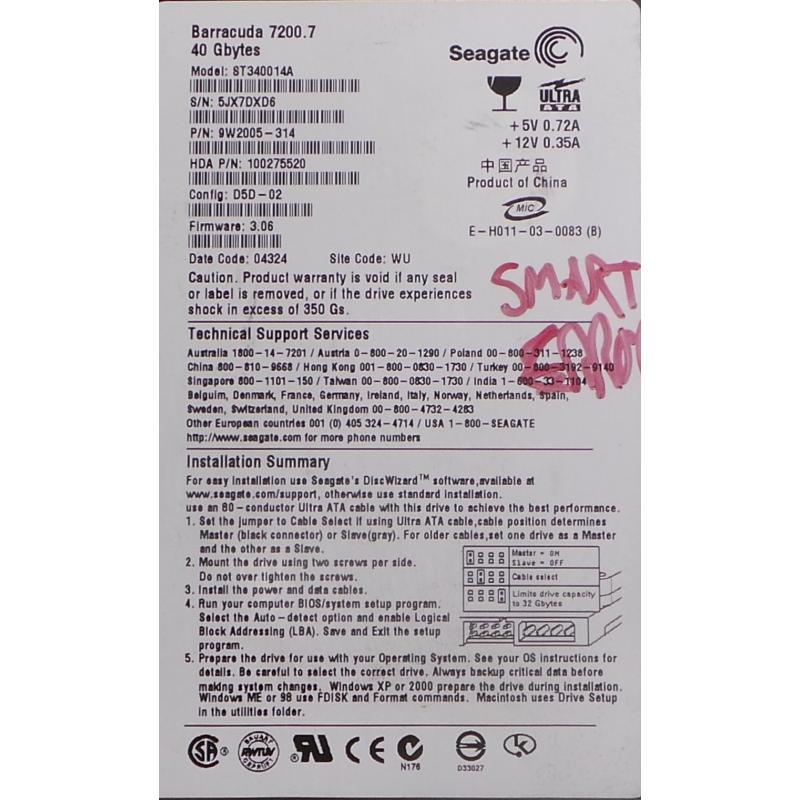 Barracuda 7200.7
40 Gbytes
Model: ST340014A
S/N: 5JX7DXD6
P/N: 9W2005-314
HDA P/N: 100275520
Config: D5D-02
Firmware: 3.06
Date Code: 04324 Site Code: WU
Seagate
ULTRA
ATA
+5V 0.72A
+12V 0.35A
中国产品
Product of China
MIC
E-H011-03-0083 (B)
Caution. Product warranty is void if any seal
or label is removed, or if the drive experiences
shock in excess of 350 Gs.
SMART
ERROR
Technical Support Services
Australia 1800-14-7201 / Austria 0-800-20-1290 / Poland 00-800-311-1238
China 800-810-9668 / Hong Kong 001-800-0830-1730 / Turkey 00-800-3192-9140
Singapore 800-1101-150 / Taiwan 00-800-0830-1730 / India 1-600-33-1104
Belguim, Denmark, France, Germany, Ireland, Italy, Norway, Netherlands, Spain,
Sweden, Switzerland, United Kingdom 00-800-4732-4283
Other European countries 001 (0) 405 324-4714 / USA 1-800-SEAGATE
http://www.seagate.com for more phone numbers
Installation Summary
For easy installation use Seagate's DiscWizard™ software,available at
www.seagate.com/support, otherwise use standard installation.
use an 80-conductor Ultra ATA cable with this drive to achieve the best performance.
1. Set the jumper to Cable Select if using Ultra ATA cable,cable position determines
Master (black connector) or Slave(gray). For older cables,set one drive as a Master
and the other as a Slave.
2. Mount the drive using two screws per side.
Do not over tighten the screws.
3. Install the power and data cables.
4. Run your computer BIOS/system setup program.
Select the Auto-detect option and enable Logical
Block Addressing (LBA). Save and Exit the setup
program.
Master = ON
Slave = OFF
Cable select
Limits drive capacity
to 32 Gbytes
5. Prepare the drive for use with your Operating System. See your OS instructions for
details. Be careful to select the correct drive. Always backup critical data before
making system changes. Windows XP or 2000 prepare the drive during installation.
Windows ME or 98 use FDISK and Format commands. Macintosh uses Drive Setup
in the utilities folder.
BAUART
RWTUV
GEPRÜFT
N176
D33027